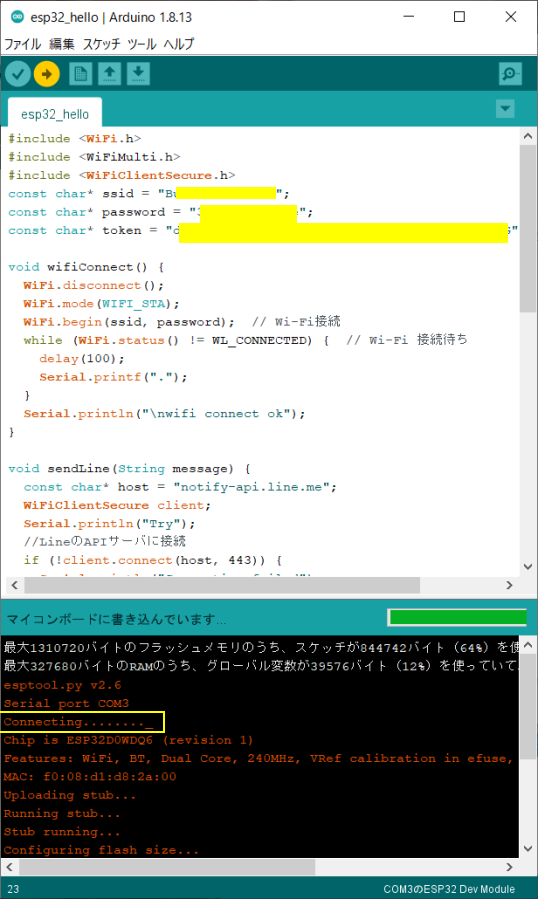 esp32_hello | Arduino 1.8.13
ファイル 編集 スケッチ ツール ヘルプ
esp32_hello
#include <WiFi.h>
#include <WiFiMulti.h>
#include <WiFiClientSecure.h>
const char* ssid = "Bu";
const char* password = "";
const char* token = "d"
void wifiConnect() {
WiFi.disconnect();
WiFi.mode(WIFI_STA);
WiFi.begin(ssid, password);  // Wi-Fi接続
while (WiFi.status() != WL_CONNECTED) {  // Wi-Fi 接続待ち
delay(100);
Serial.printf(".");
}
Serial.println("\nwifi connect ok");
}
void sendLine(String message) {
const char* host = "notify-api.line.me";
WiFiClientSecure client;
Serial.println("Try");
//LineのAPIサーバに接続
if (!client.connect(host, 443)) {
マイコンボードに書き込んでいます...
最大1310720バイトのフラッシュメモリのうち、スケッチが844742バイト（64%）を使
最大327680バイトのRAMのうち、グローバル変数が39576バイト（12%）を使っていて、
esptool.py v2.6
Serial port COM3
Connecting........_
Chip is ESP32D0WDQ6 (revision 1)
Features: WiFi, BT, Dual Core, 240MHz, VRef calibration in efuse,
MAC: f0:08:d1:d8:2a:00
Uploading stub...
Running stub...
Stub running...
Configuring flash size...
23
COM3のESP32 Dev Module